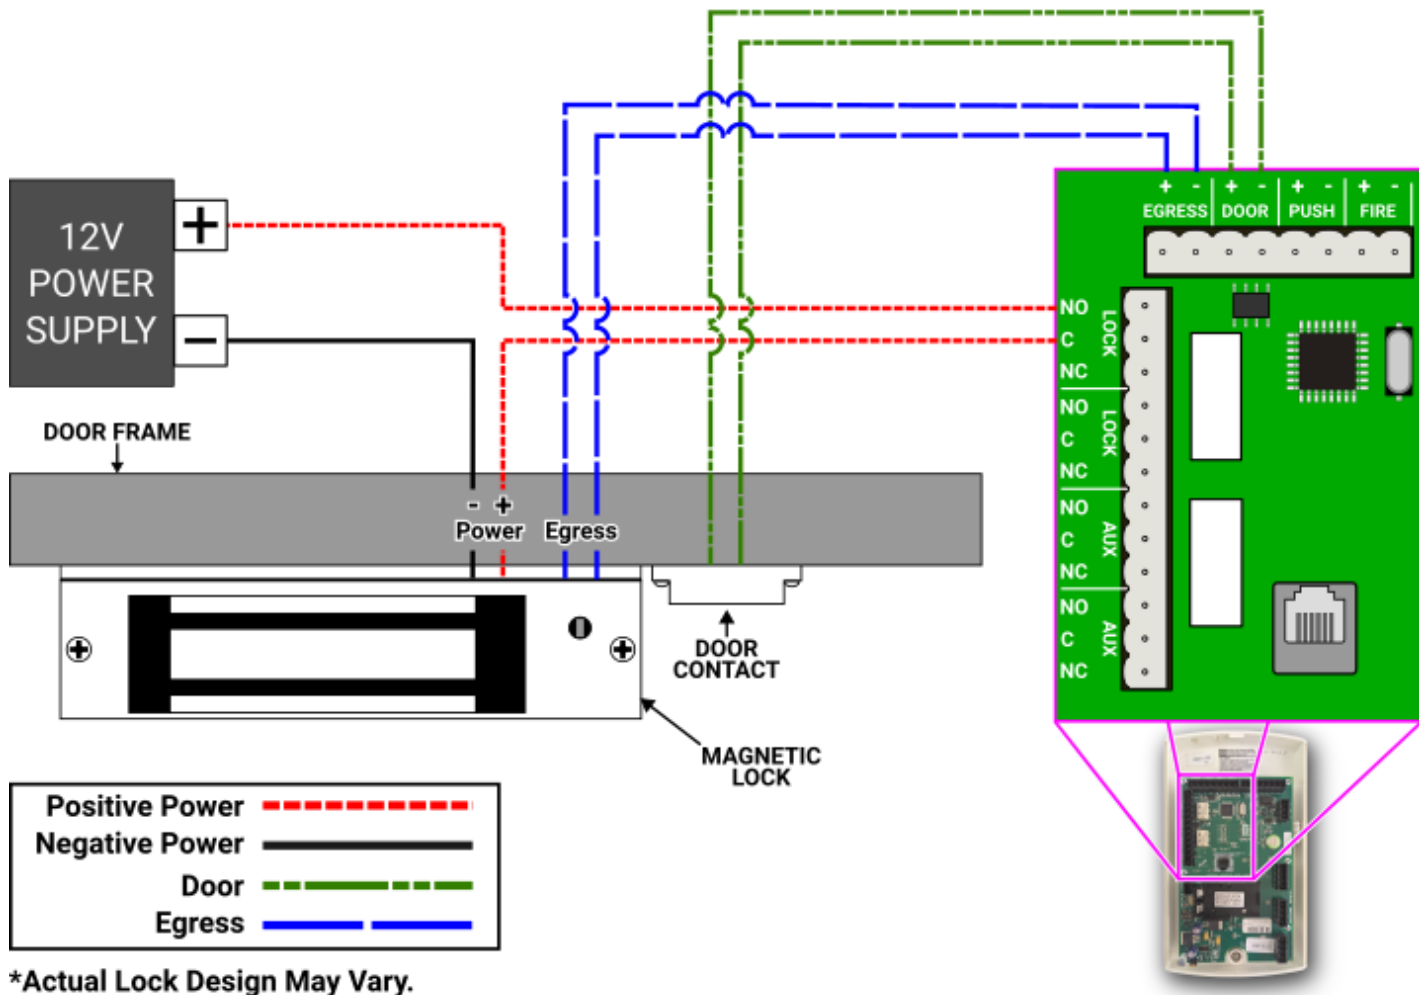 + - + - + - + -
EGRESS DOOR PUSH FIRE
12V
POWER
SUPPLY
+
-
NO
C
NC
LOCK
NO
C
NC
LOCK
NO
C
NC
AUX
NO
C
NC
AUX
DOOR FRAME
- +
Power Egress
DOOR
CONTACT
MAGNETIC
LOCK
Positive Power
Negative Power
Door
Egress
*Actual Lock Design May Vary.